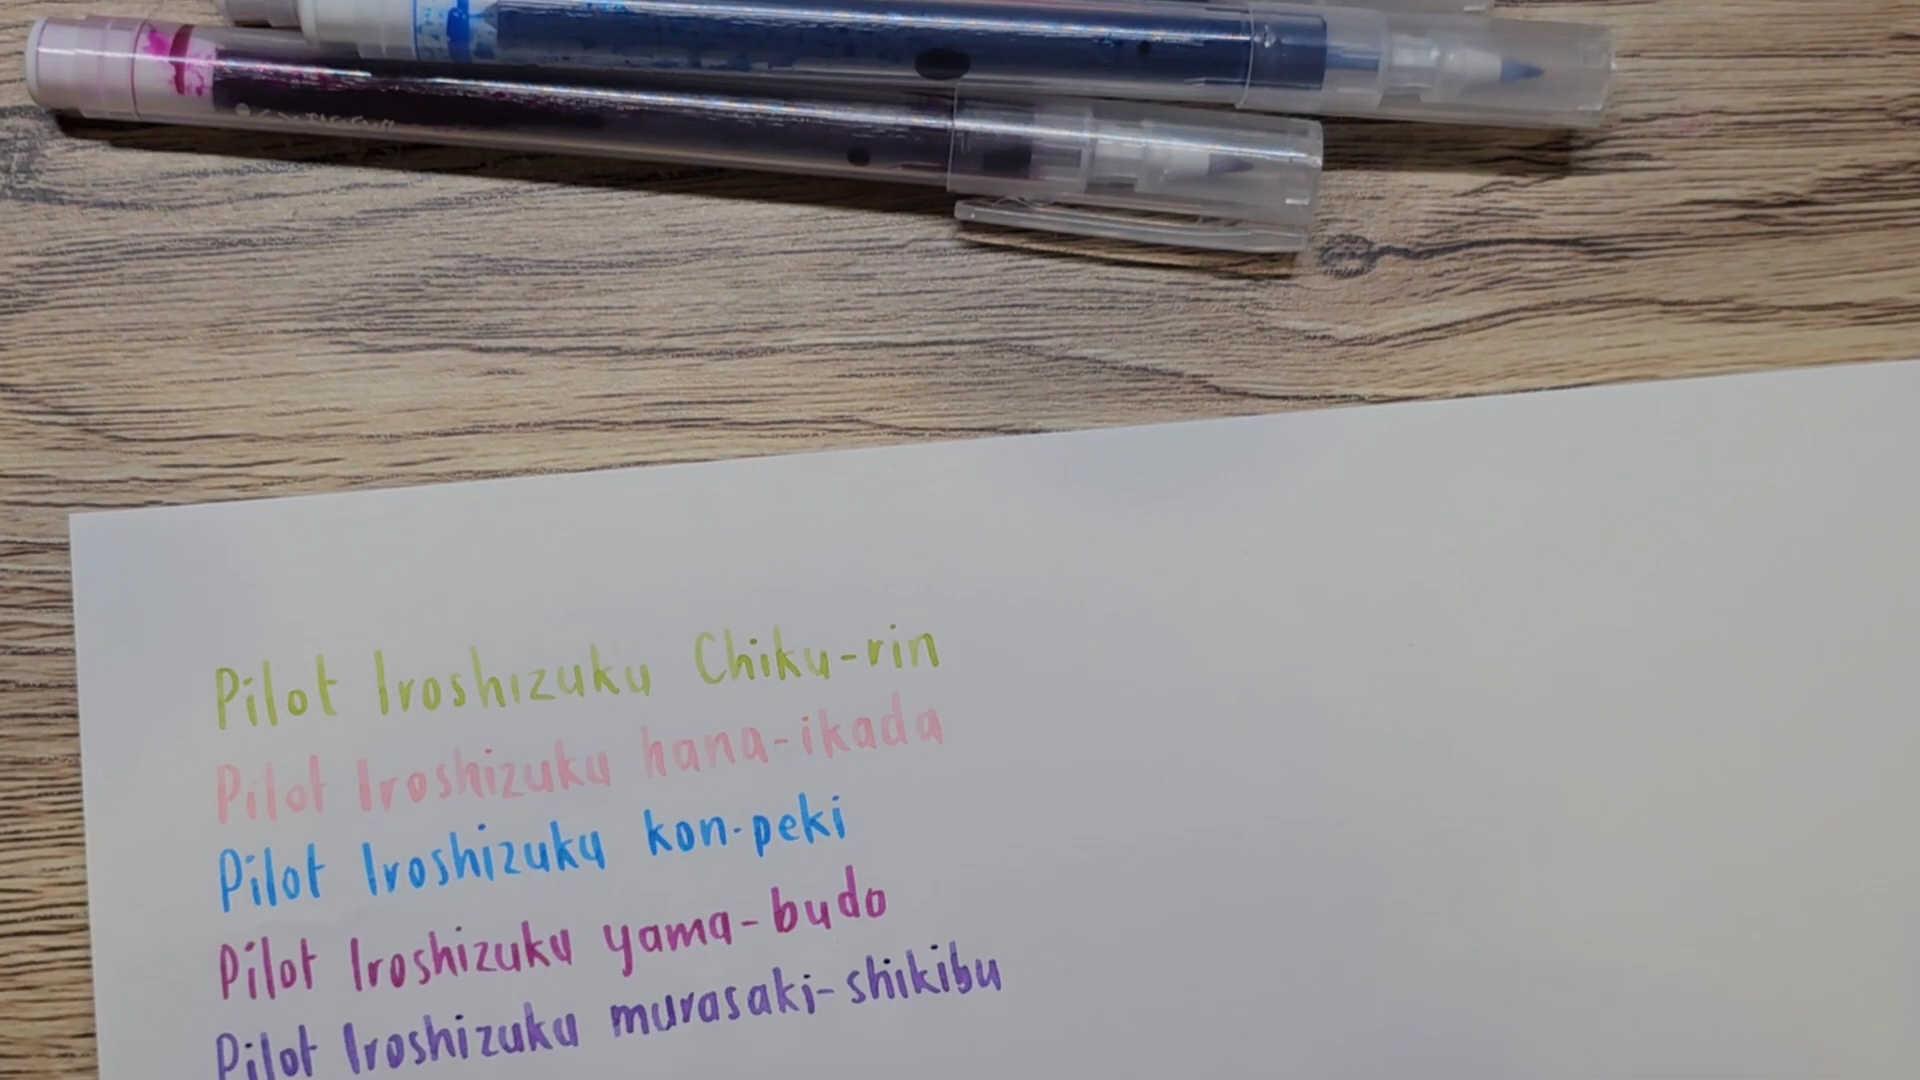 Pilot Iroshizuku Chiku-rin
Pilot Iroshizuku hana-ikada
Pilot Iroshizuku kon-peki
Pilot Iroshizuku yama-budo
Pilot Iroshizuku murasaki-shikibu